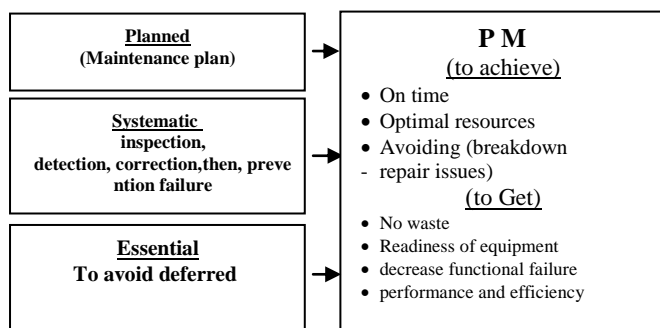 Planned
(Maintenance plan)
Systematic
inspection,
detection, correction,then, preve
ntion failure
Essential
To avoid deferred
P M
(to achieve)
• On time
• Optimal resources
• Avoiding (breakdown
- repair issues)
(to Get)
• No waste
• Readiness of equipment
• decrease functional failure
• performance and efficiency